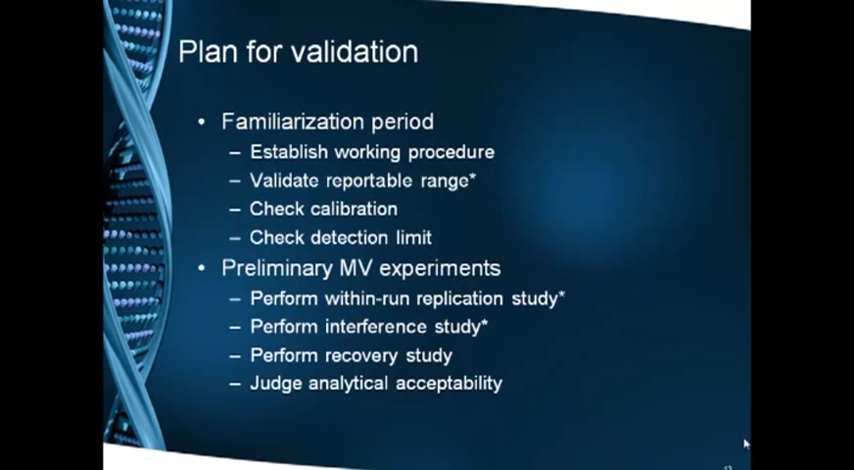 Plan for validation
• Familiarization period
– Establish working procedure
– Validate reportable range*
– Check calibration
– Check detection limit
• Preliminary MV experiments
– Perform within-run replication study*
– Perform interference study*
– Perform recovery study
– Judge analytical acceptability